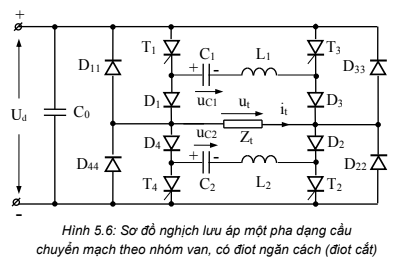 +
T1 C1 L1 T3
D11 + - D33
uC1
Ud C0 D1 ut it D3
D4 uC2 Zt D2
D44 + - D22
T4 C2 L2 T2
-
Hình 5.6: Sơ đồ nghịch lưu áp một pha dạng cầu
chuyển mạch theo nhóm van, có điot ngăn cách (điot cắt)